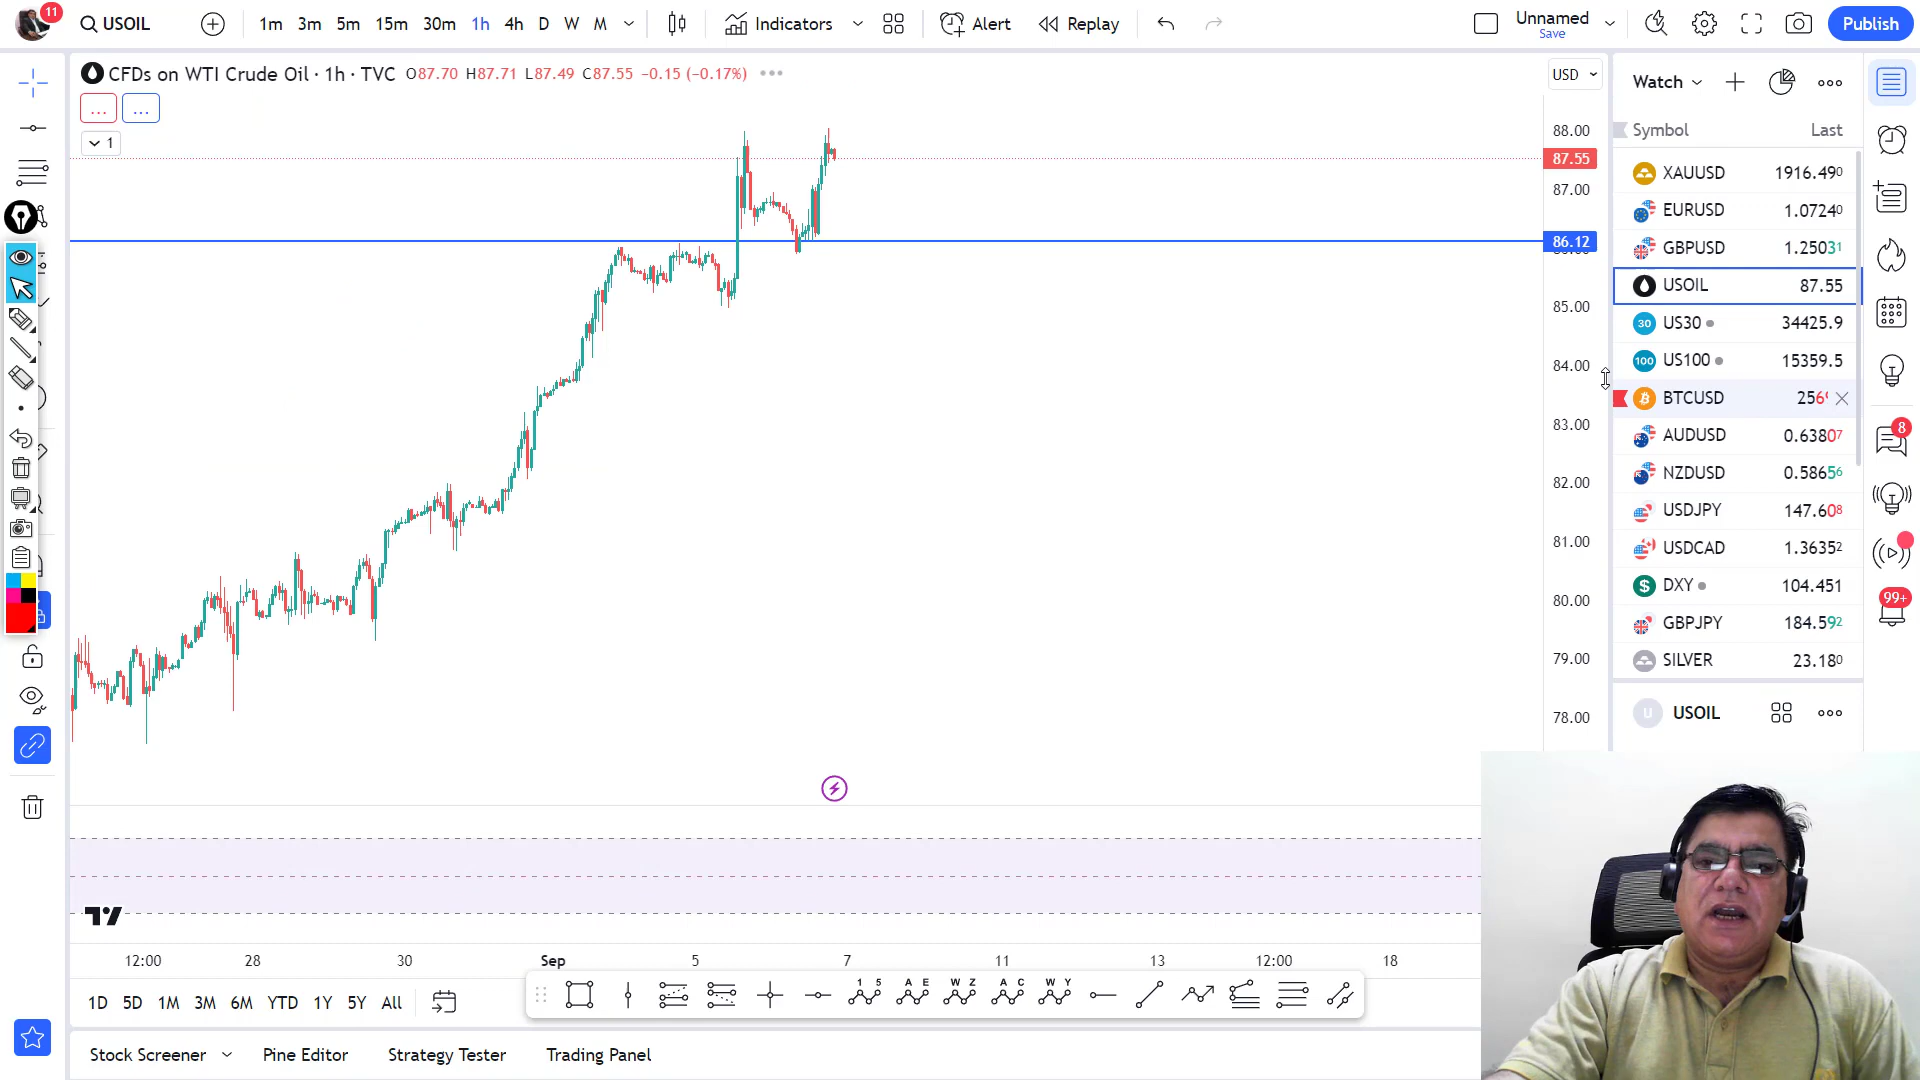 11
USOIL
1m 3m 5m 15m 30m 1h 4h D W M
Indicators
Alert
Replay
Unnamed
Save
Publish
CFDs on WTI Crude Oil · 1h · TVC O87.70 H87.71 L87.49 C87.55 −0.15 (−0.17%)
USD
1
88.00
87.55
87.00
86.12
85.00
84.00
83.00
82.00
81.00
80.00
79.00
78.00
12:00 28 30 Sep 5 7 11 13 12:00 18
1D 5D 1M 3M 6M YTD 1Y 5Y All
1 5 A E W Z A C W Y
Stock Screener Pine Editor Strategy Tester Trading Panel
Watch
Symbol Last
XAUUSD 1916.490
EURUSD 1.07240
GBPUSD 1.25031
USOIL 87.55
30 US30 34425.9
100 US100 15359.5
BTCUSD 256
AUDUSD 0.63807
NZDUSD 0.58656
USDJPY 147.608
USDCAD 1.36352
$ DXY 104.451
GBPJPY 184.592
SILVER 23.180
U USOIL
8
99+